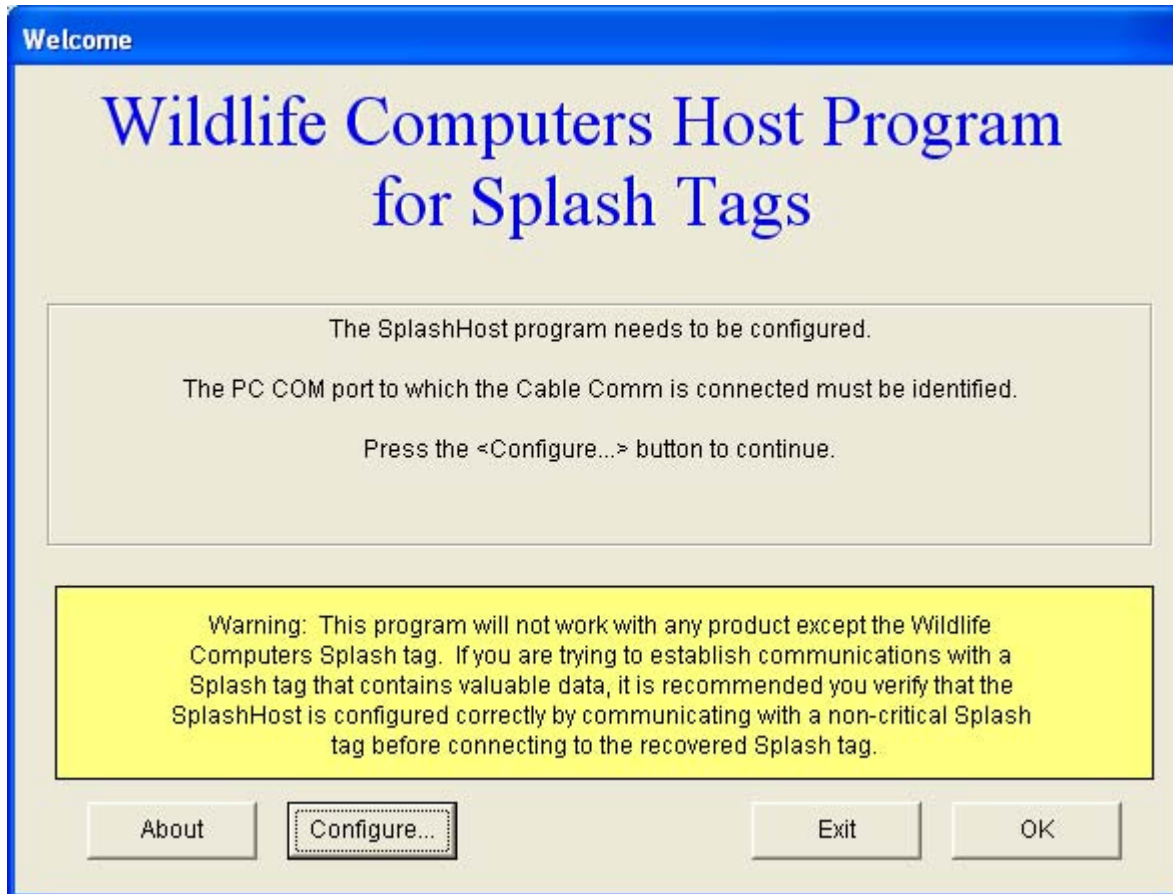 Welcome
Wildlife Computers Host Program
for Splash Tags
The SplashHost program needs to be configured.
The PC COM port to which the Cable Comm is connected must be identified.
Press the <Configure...> button to continue.
Warning:  This program will not work with any product except the Wildlife
Computers Splash tag.  If you are trying to establish communications with a
Splash tag that contains valuable data, it is recommended you verify that the
SplashHost is configured correctly by communicating with a non-critical Splash
tag before connecting to the recovered Splash tag.
About
Configure...
Exit
OK